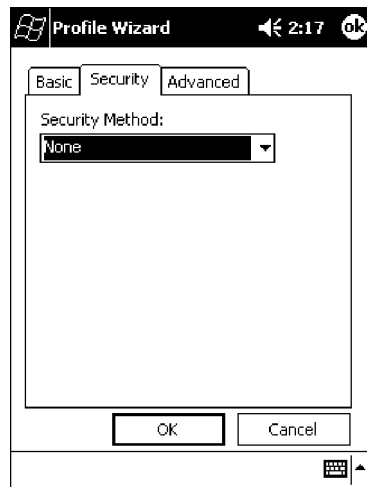 Profile Wizard 2:17 ok
Basic Security Advanced
Security Method:
None
OK Cancel